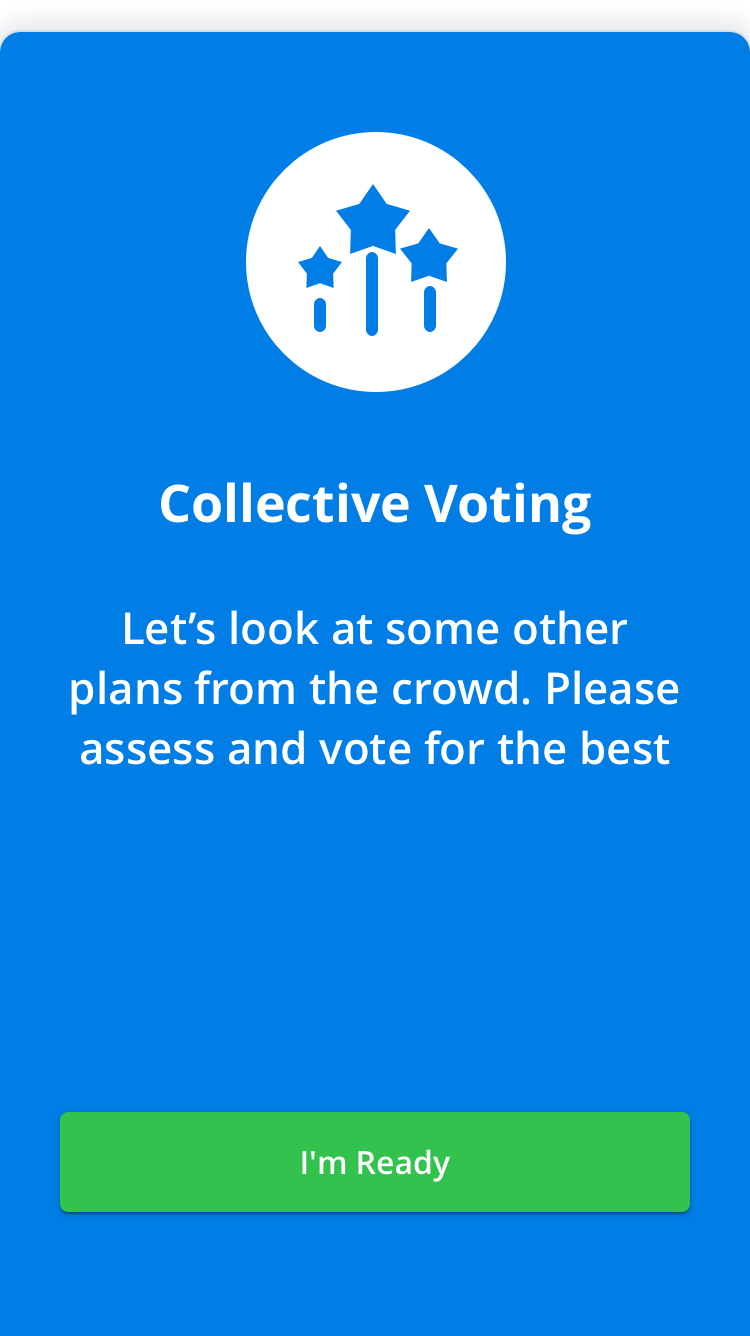 Collective Voting
Let’s look at some other
plans from the crowd. Please
assess and vote for the best
I'm Ready